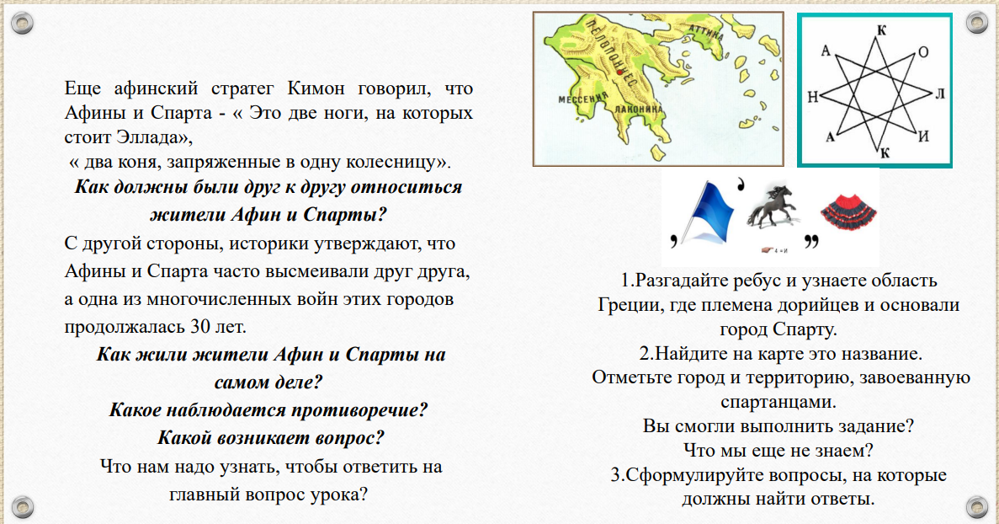 Еще афинский стратег Кимон говорил, что
Афины и Спарта - « Это две ноги, на которых
стоит Эллада»,
« два коня, запряженные в одну колесницу».
Как должны были друг к другу относиться
жители Афин и Спарты?
С другой стороны, историки утверждают, что
Афины и Спарта часто высмеивали друг друга,
а одна из многочисленных войн этих городов
продолжалась 30 лет.
Как жили жители Афин и Спарты на
самом деле?
Какое наблюдается противоречие?
Какой возникает вопрос?
Что нам надо узнать, чтобы ответить на
главный вопрос урока?
ПЕЛОПОННЕС
АТТИКА
МЕССЕНИЯ
ЛАКОНИКА
К
О
Л
И
К
А
Н
А
,
,
4 = И
,,
1.Разгадайте ребус и узнаете область
Греции, где племена дорийцев и основали
город Спарту.
2.Найдите на карте это название.
Отметьте город и территорию, завоеванную
спартанцами.
Вы смогли выполнить задание?
Что мы еще не знаем?
3.Сформулируйте вопросы, на которые
должны найти ответы.